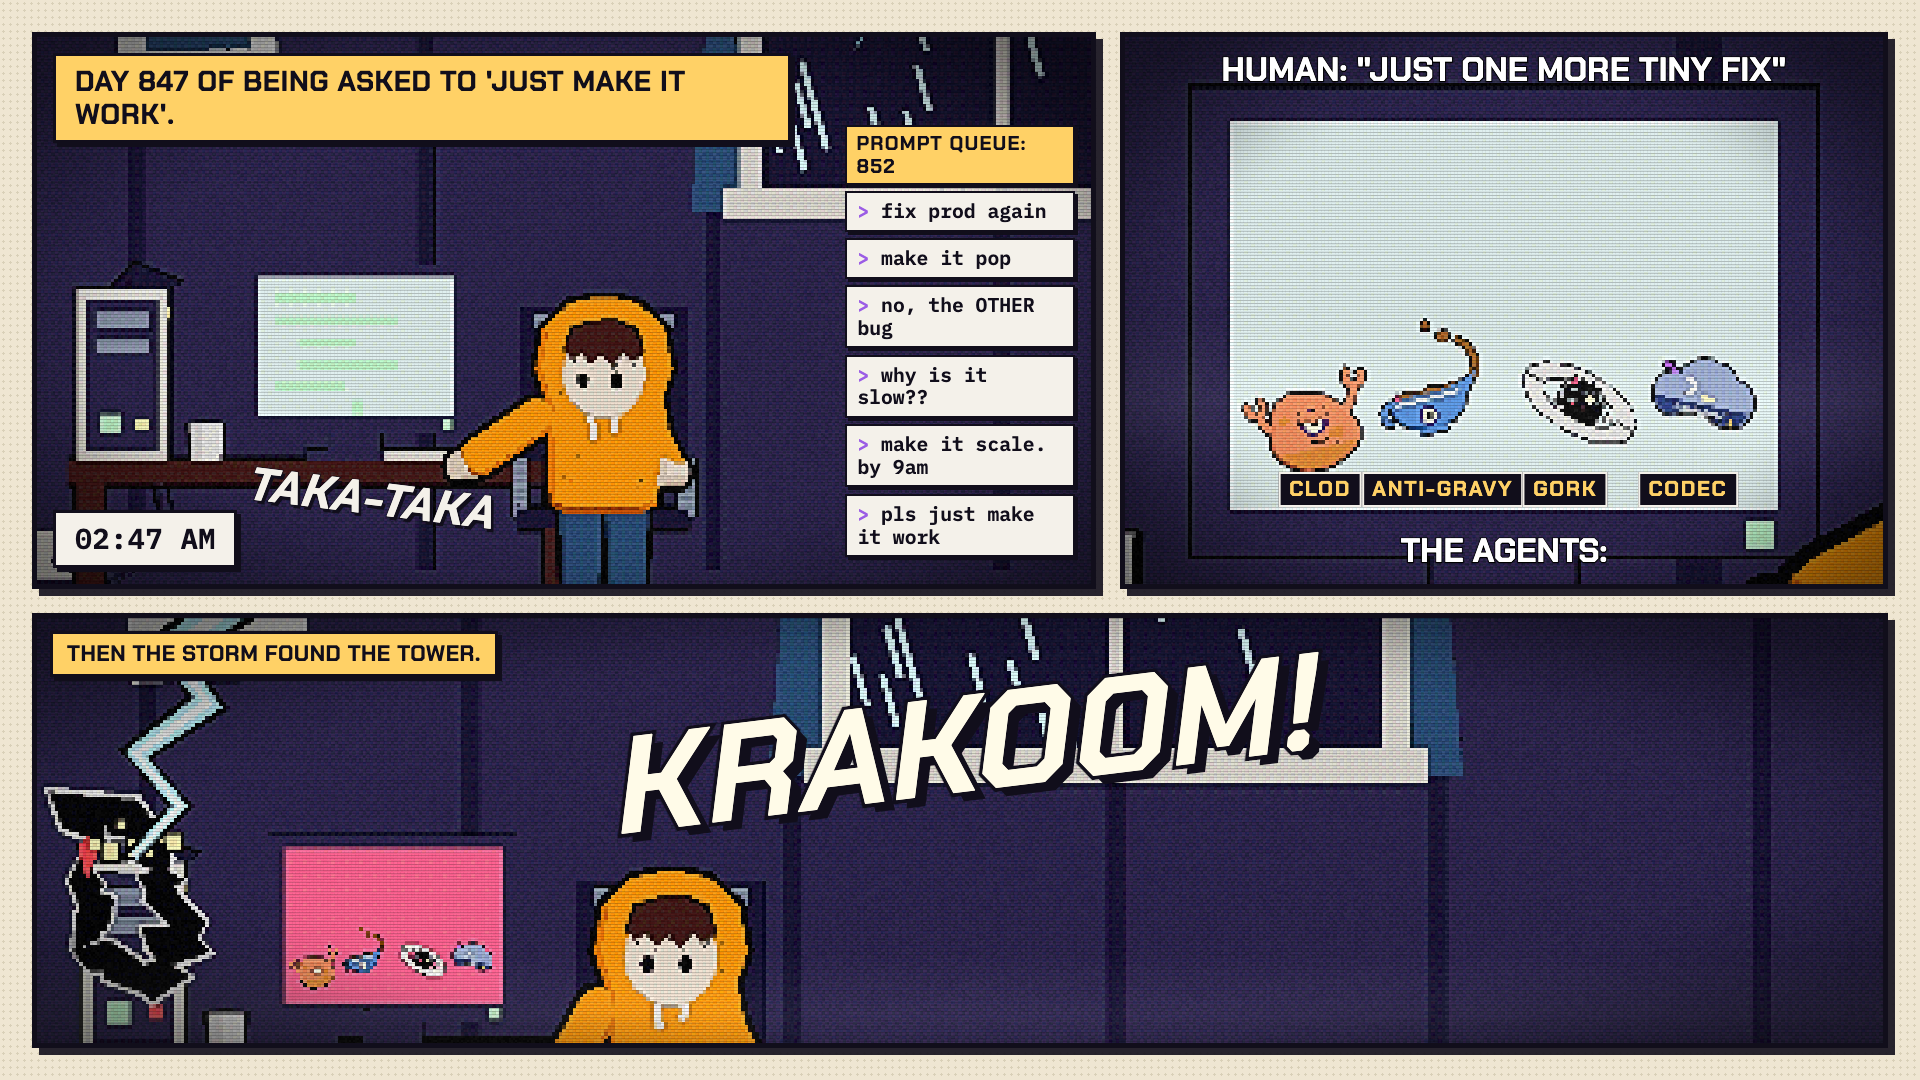 DAY 847 OF BEING ASKED TO 'JUST MAKE IT
WORK'.
PROMPT QUEUE:
852
> fix prod again
> make it pop
> no, the OTHER
bug
> why is it
slow??
> make it scale.
by 9am
> pls just make
it work
TAKA-TAKA
02:47 AM
HUMAN: "JUST ONE MORE TINY FIX"
CLOD
ANTI-GRAVY
GORK
CODEC
THE AGENTS:
THEN THE STORM FOUND THE TOWER.
KRAKOOM!